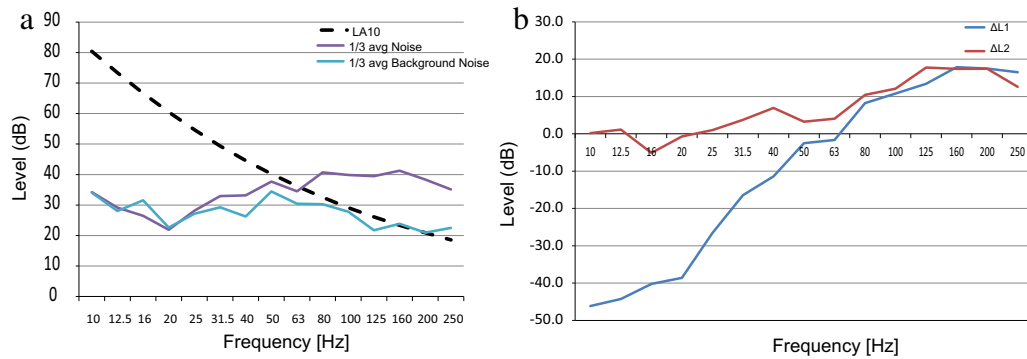 a
90
80
70
60
50
40
30
20
10
0
Level (dB)
LA10
1/3 avg Noise
1/3 avg Background Noise
10 12.5 16 20 25 31.5 40 50 63 80 100 125 160 200 250
Frequency [Hz]
b
30.0
20.0
10.0
0.0
-10.0
-20.0
-30.0
-40.0
-50.0
Level (dB)
ΔL1
ΔL2
10 12.5 16 20 25 31.5 40 50 63 80 100 125 160 200 250
Frequency [Hz]